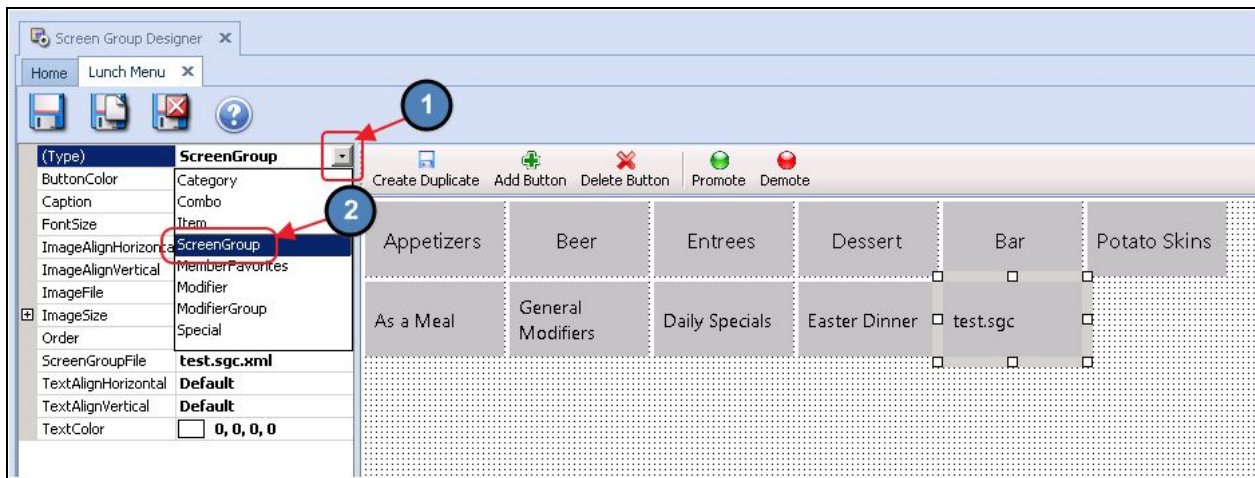 Screen Group Designer
Home Lunch Menu
1
(Type) ScreenGroup
Create Duplicate Add Button Delete Button Promote Demote
ButtonColor Category
Caption Combo
2
FontSize Item
ImageAlignHorizonta ScreenGroup
ImageAlignVertical MemberFavorites
ImageFile Modifier
ImageSize ModifierGroup
Order Special
ScreenGroupFile test.sgc.xml
TextAlignHorizontal Default
TextAlignVertical Default
TextColor 0, 0, 0, 0
Appetizers Beer Entrees Dessert Bar Potato Skins
As a Meal General Modifiers Daily Specials Easter Dinner test.sgc